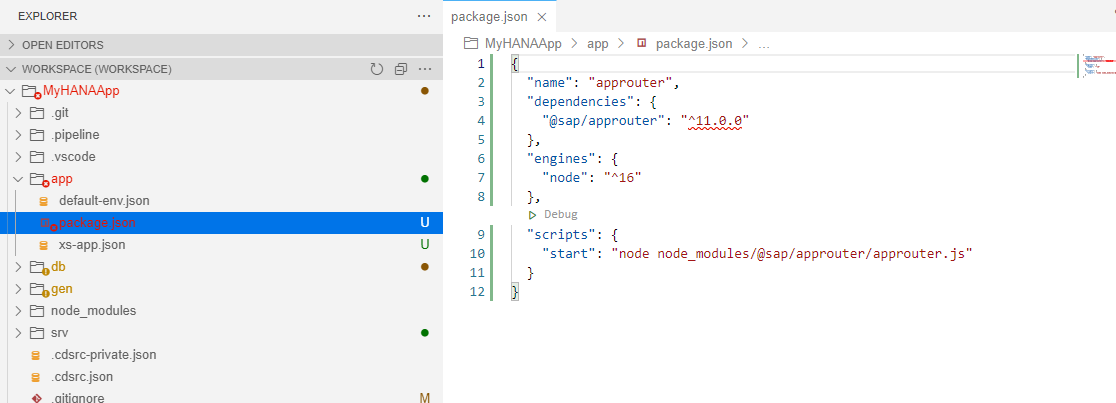 EXPLORER
OPEN EDITORS
WORKSPACE (WORKSPACE)
MyHANAApp
.git
.pipeline
.vscode
app
default-env.json
package.json U
xs-app.json U
db
gen
node_modules
srv
.cdsrc-private.json
.cdsrc.json
.gitignore M
package.json
MyHANAApp > app > package.json > ...
1 {
2 "name": "approuter",
3 "dependencies": {
4 "@sap/approuter": "^11.0.0"
5 },
6 "engines": {
7 "node": "^16"
8 },
Debug
9 "scripts": {
10 "start": "node node_modules/@sap/approuter/approuter.js"
11 }
12 }